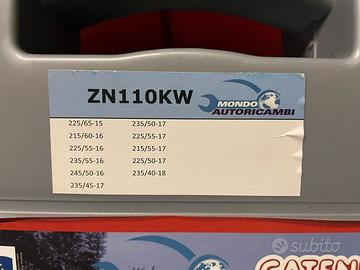 ZN110KW
MONDO
AUTORICAMBI
225/65-15 235/50-17
215/60-16 225/55-17
225/55-16 215/55-17
235/55-16 225/50-17
245/50-16 235/40-18
235/45-17
subito
CATEN